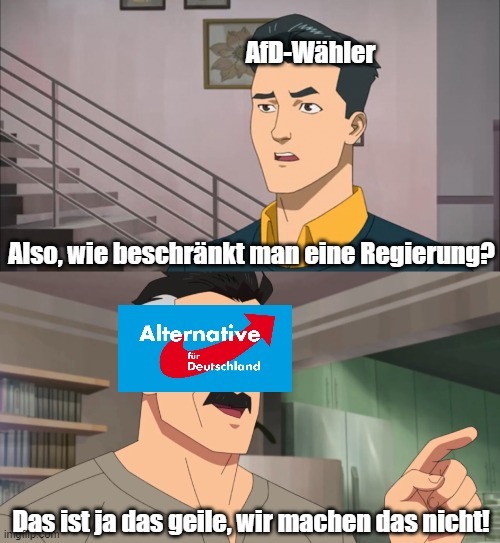 AfD-Wähler
Also, wie beschränkt man eine Regierung?
Alternative
für
Deutschland
Das ist ja das geile, wir machen das nicht!
imgflip.com